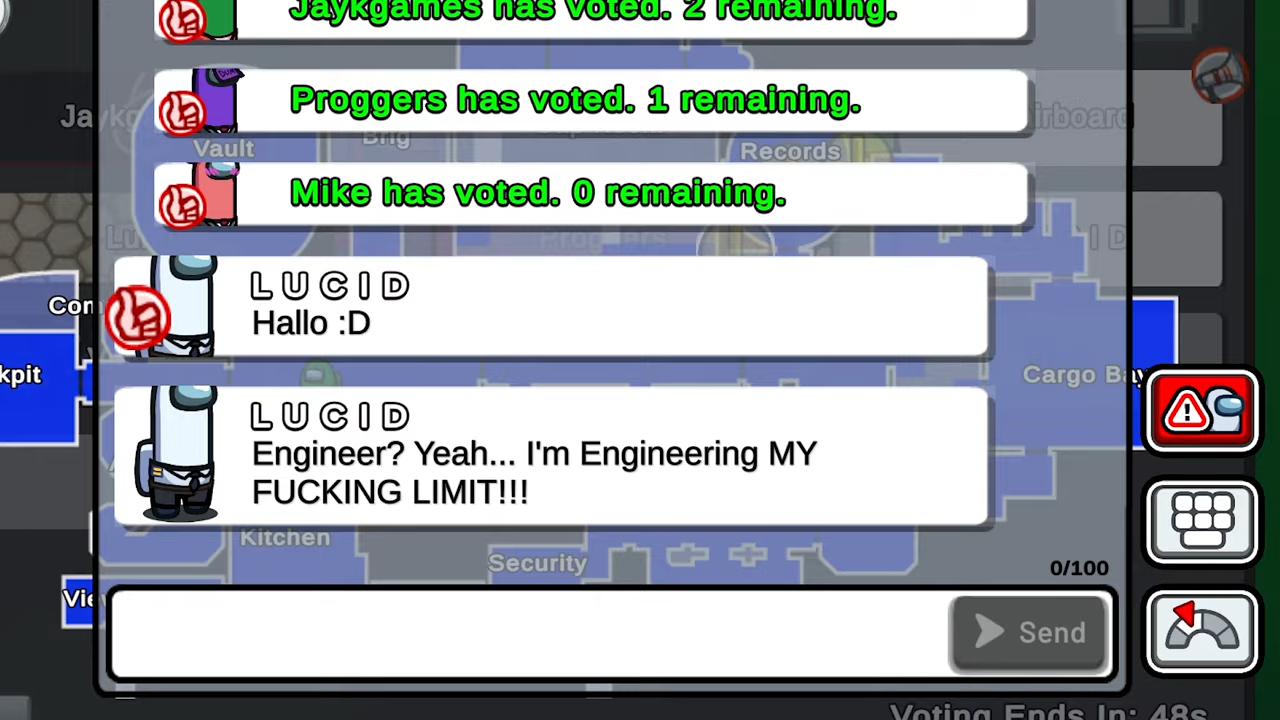 Jaykgames has voted. 2 remaining.
Proggers has voted. 1 remaining.
Vault
Brig
Records
Mike has voted. 0 remaining.
L U C I D
Hallo :D
Cargo Bay
L U C I D
Engineer? Yeah... I'm Engineering MY
FUCKING LIMIT!!!
Kitchen
Security
0/100
Send
Voting Ends In: 48s